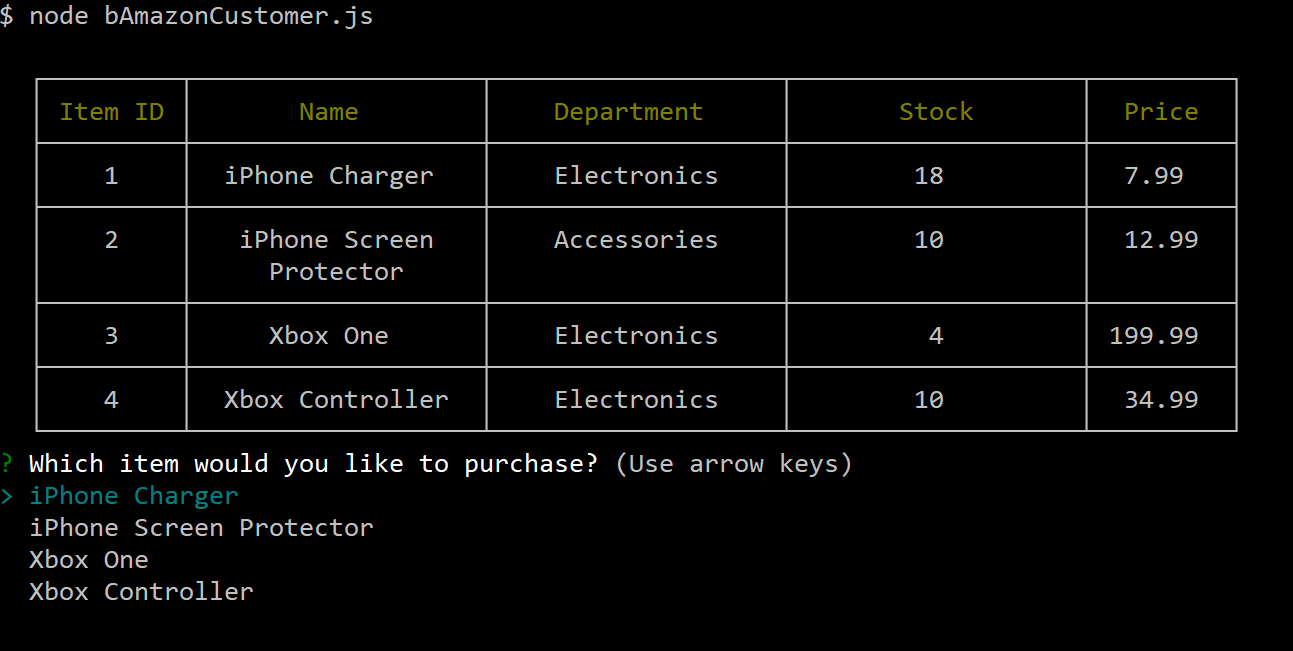 $ node bAmazonCustomer.js
Item ID Name Department Stock Price
1 iPhone Charger Electronics 18 7.99
2 iPhone Screen Accessories 10 12.99
Protector
3 Xbox One Electronics 4 199.99
4 Xbox Controller Electronics 10 34.99
? Which item would you like to purchase? (Use arrow keys)
> iPhone Charger
iPhone Screen Protector
Xbox One
Xbox Controller